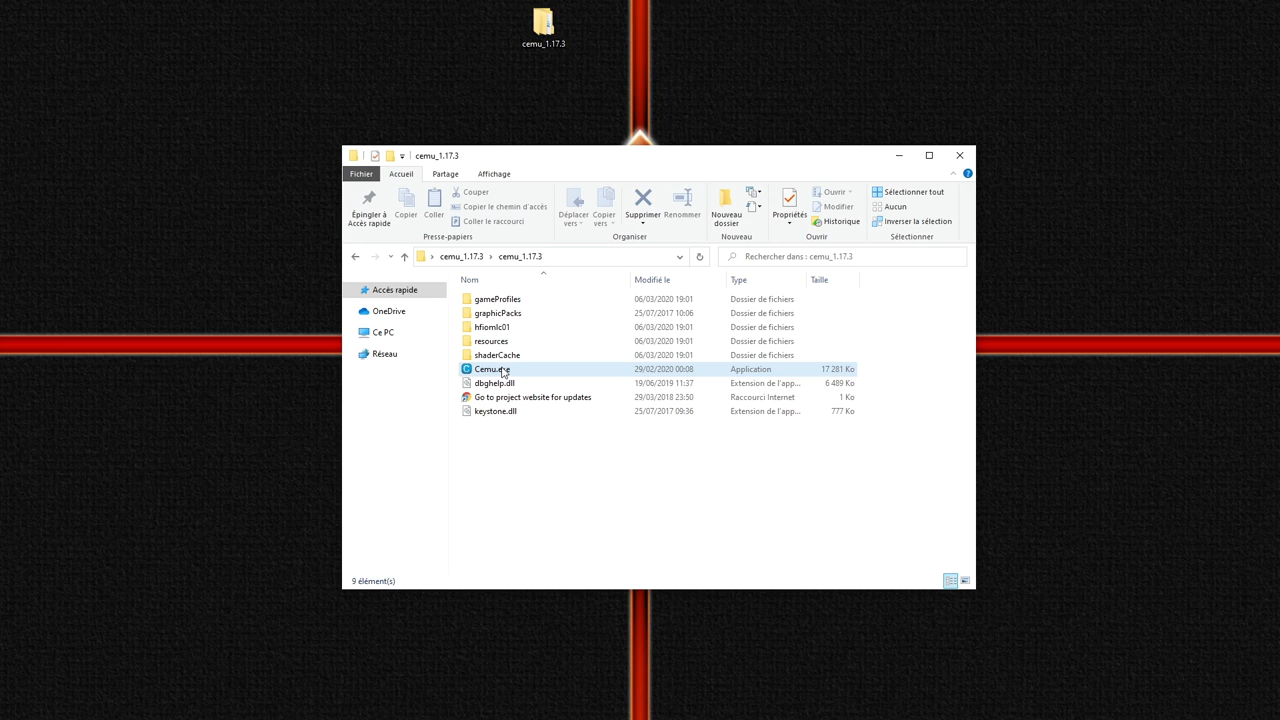 cemu_1.17.3
cemu_1.17.3
Fichier Accueil Partage Affichage
Épingler à Accès rapide
Copier
Coller
Couper
Copier le chemin d'accès
Coller le raccourci
Déplacer vers
Copier vers
Supprimer
Renommer
Nouveau dossier
Propriétés
Ouvrir
Modifier
Historique
Sélectionner tout
Aucun
Inverser la sélection
Presse-papiers Organiser Nouveau Ouvrir Sélectionner
cemu_1.17.3 › cemu_1.17.3
Rechercher dans : cemu_1.17.3
Accès rapide
OneDrive
Ce PC
Réseau
Nom Modifié le Type Taille
gameProfiles 06/03/2020 19:01 Dossier de fichiers
graphicPacks 25/07/2017 10:06 Dossier de fichiers
hfiomlc01 06/03/2020 19:01 Dossier de fichiers
resources 06/03/2020 19:01 Dossier de fichiers
shaderCache 06/03/2020 19:01 Dossier de fichiers
Cemu.exe 29/02/2020 00:08 Application 17 281 Ko
dbghelp.dll 19/06/2019 11:37 Extension de l'app... 6 489 Ko
Go to project website for updates 29/03/2018 23:50 Raccourci Internet 1 Ko
keystone.dll 25/07/2017 09:36 Extension de l'app... 777 Ko
9 élément(s)